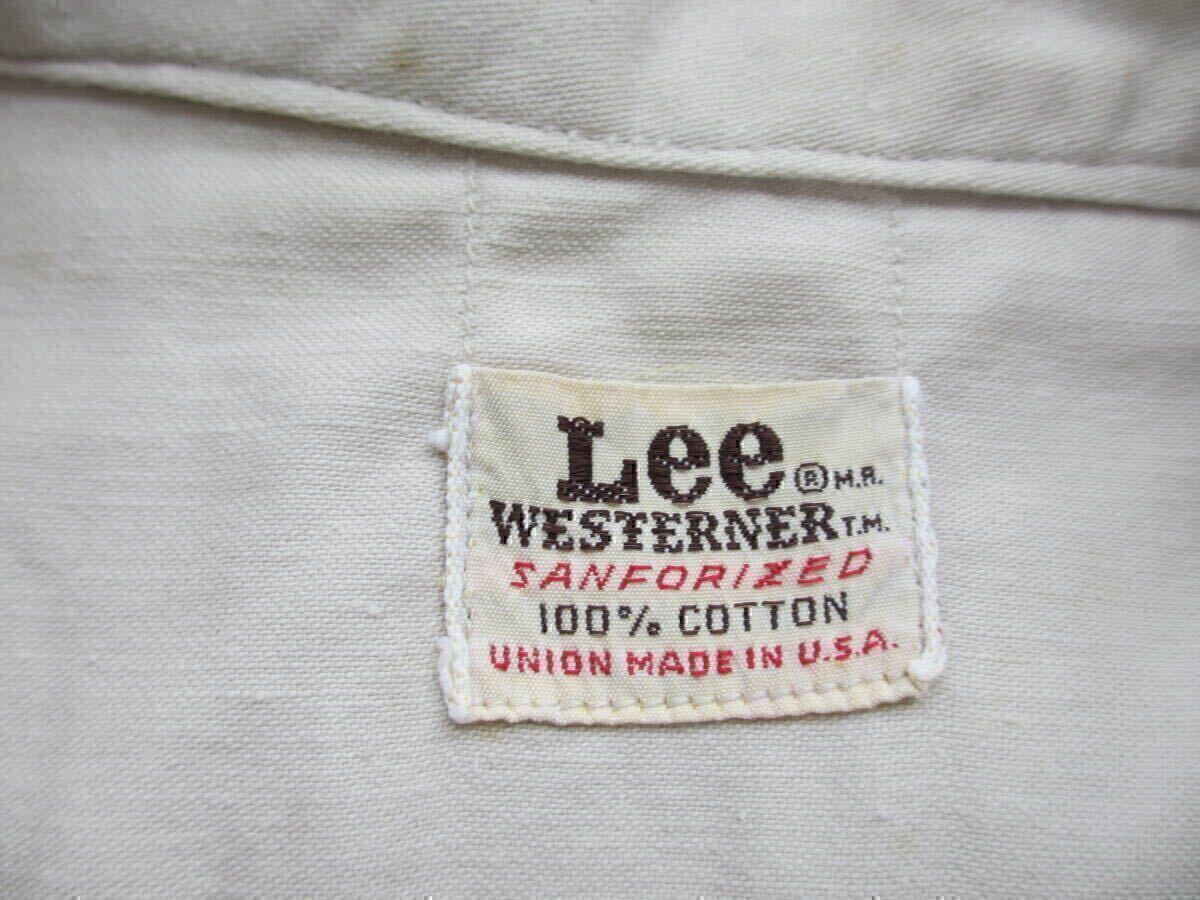 Lee ® M.R.
WESTERNER T.M.
SANFORIZED
100% COTTON
UNION MADE IN U.S.A.